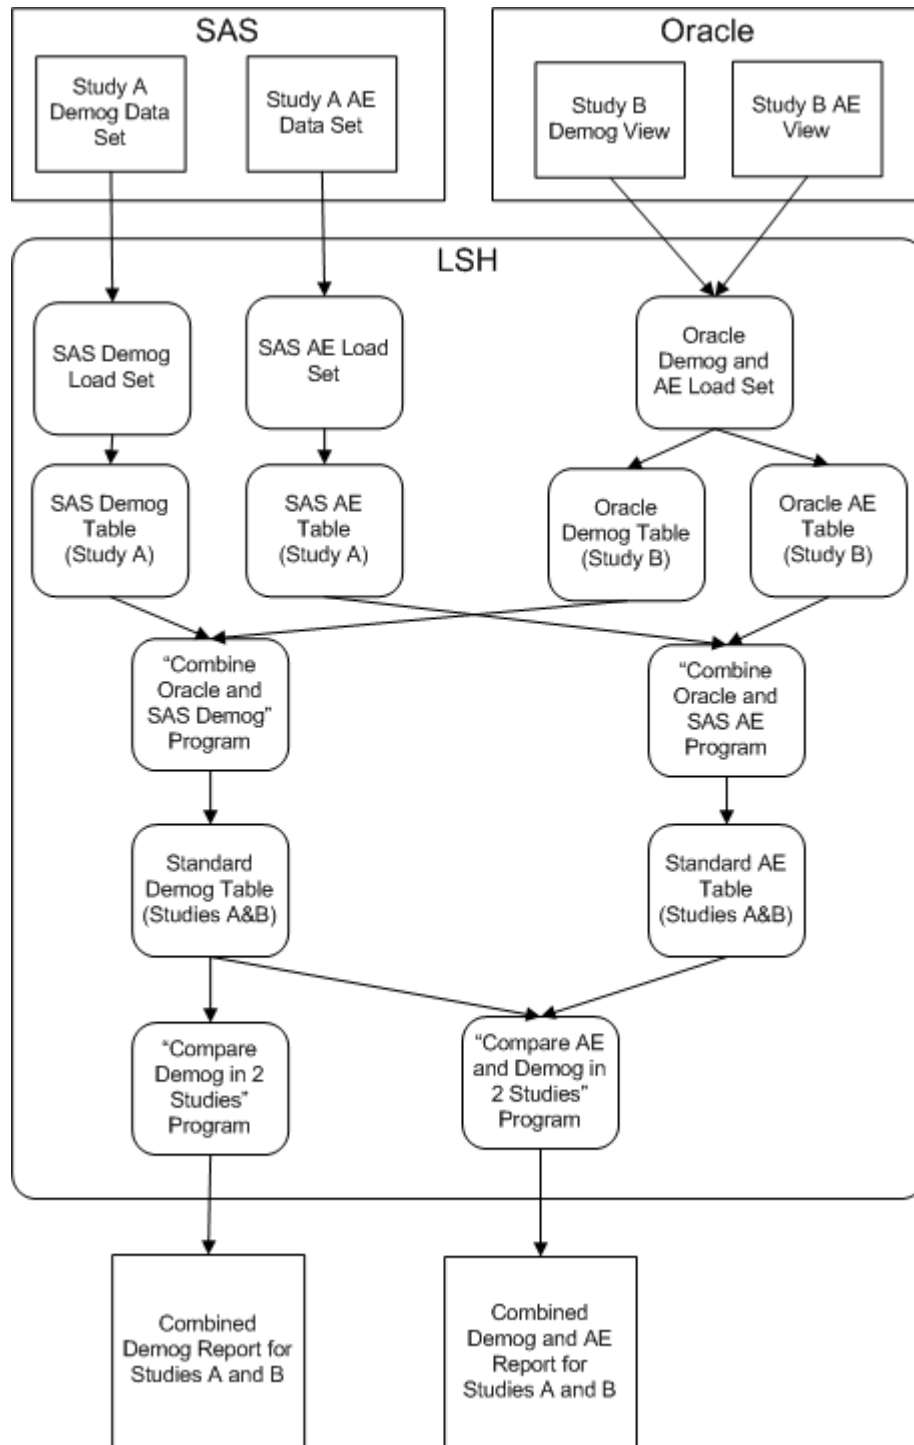 SAS
Oracle
Study A
Demog Data
Set
Study A AE
Data Set
Study B
Demog View
Study B AE
View
LSH
SAS Demog
Load Set
SAS AE Load
Set
Oracle
Demog and
AE Load Set
SAS Demog
Table
(Study A)
SAS AE
Table
(Study A)
Oracle
Demog Table
(Study B)
Oracle AE
Table
(Study B)
“Combine
Oracle and
SAS Demog”
Program
“Combine
Oracle and
SAS AE
Program
Standard
Demog Table
(Studies A&B)
Standard AE
Table
(Studies A&B)
“Compare
Demog in 2
Studies”
Program
“Compare AE
and Demog in
2 Studies”
Program
Combined
Demog Report for
Studies A and B
Combined
Demog and AE
Report for
Studies A and B